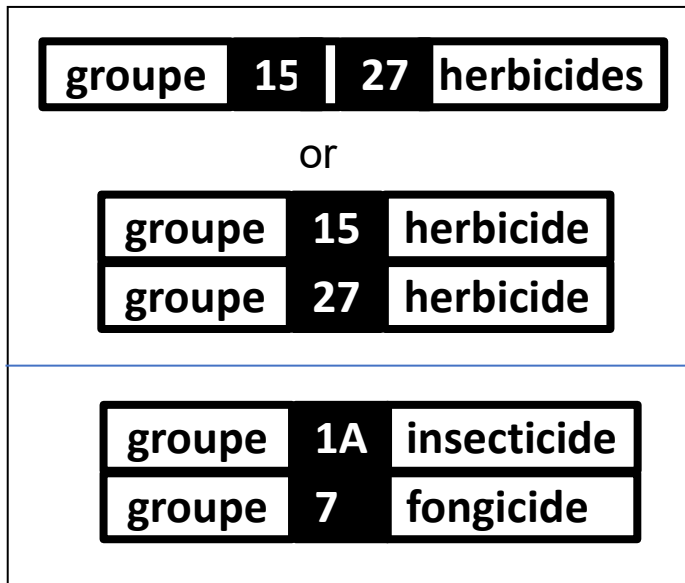 groupe 15 27 herbicides
or
groupe 15 herbicide
groupe 27 herbicide
groupe 1A insecticide
groupe 7 fongicide